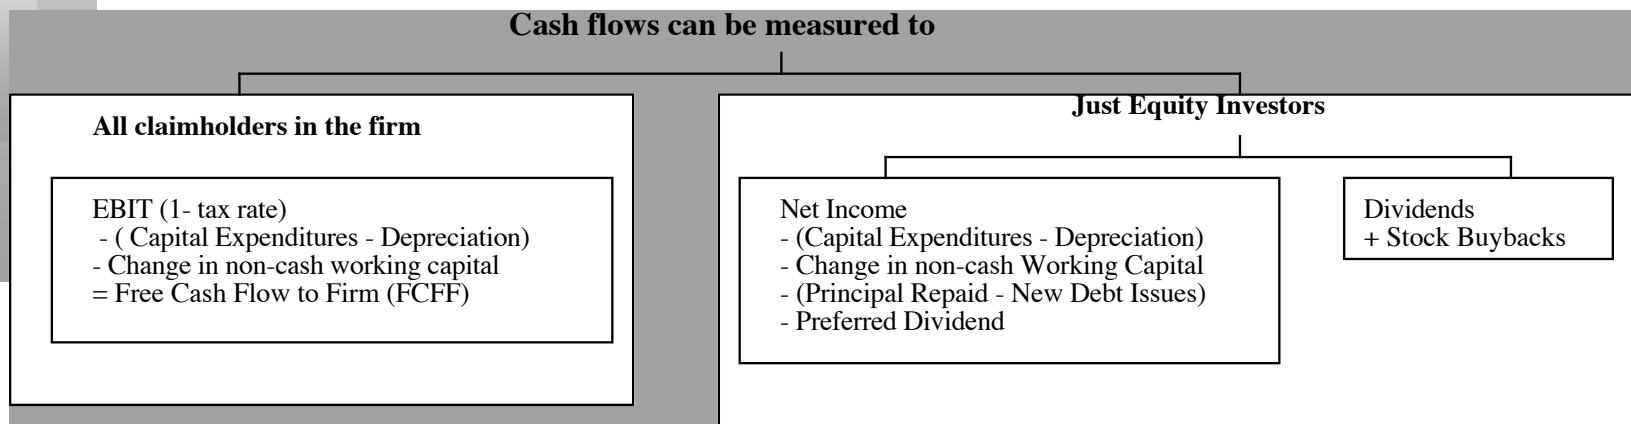 Cash flows can be measured to
All claimholders in the firm
EBIT (1- tax rate)
- ( Capital Expenditures - Depreciation)
- Change in non-cash working capital
= Free Cash Flow to Firm (FCFF)
Just Equity Investors
Net Income
- (Capital Expenditures - Depreciation)
- Change in non-cash Working Capital
- (Principal Repaid - New Debt Issues)
- Preferred Dividend
Dividends
+ Stock Buybacks